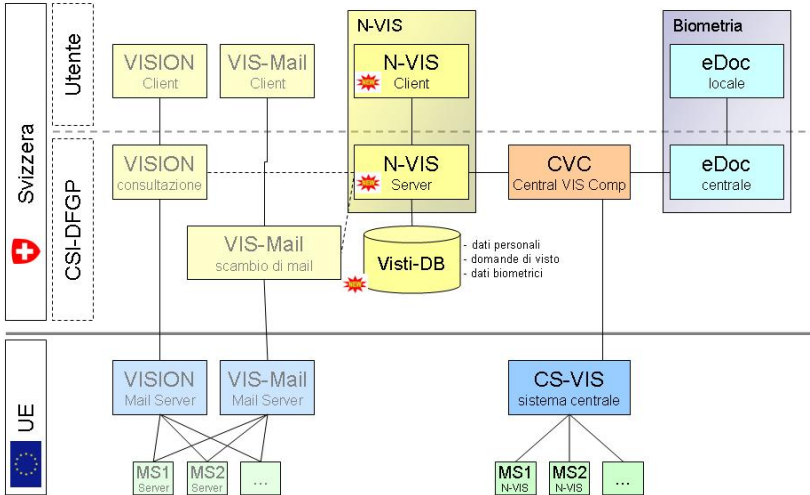 N-VIS
Biometria
Svizzera
Utente
VISION
Client
VIS-Mail
Client
NEW
N-VIS
Client
eDoc
locale
CSI-DFGP
VISION
consultazione
NEW
N-VIS
Server
CVC
Central VIS Comp
eDoc
centrale
VIS-Mail
scambio di mail
NEW
Visti-DB
- dati personali
- domande di visto
- dati biometrici
UE
VISION
Mail Server
VIS-Mail
Mail Server
CS-VIS
sistema centrale
MS1
Server
MS2
Server
...
MS1
N-VIS
MS2
N-VIS
...